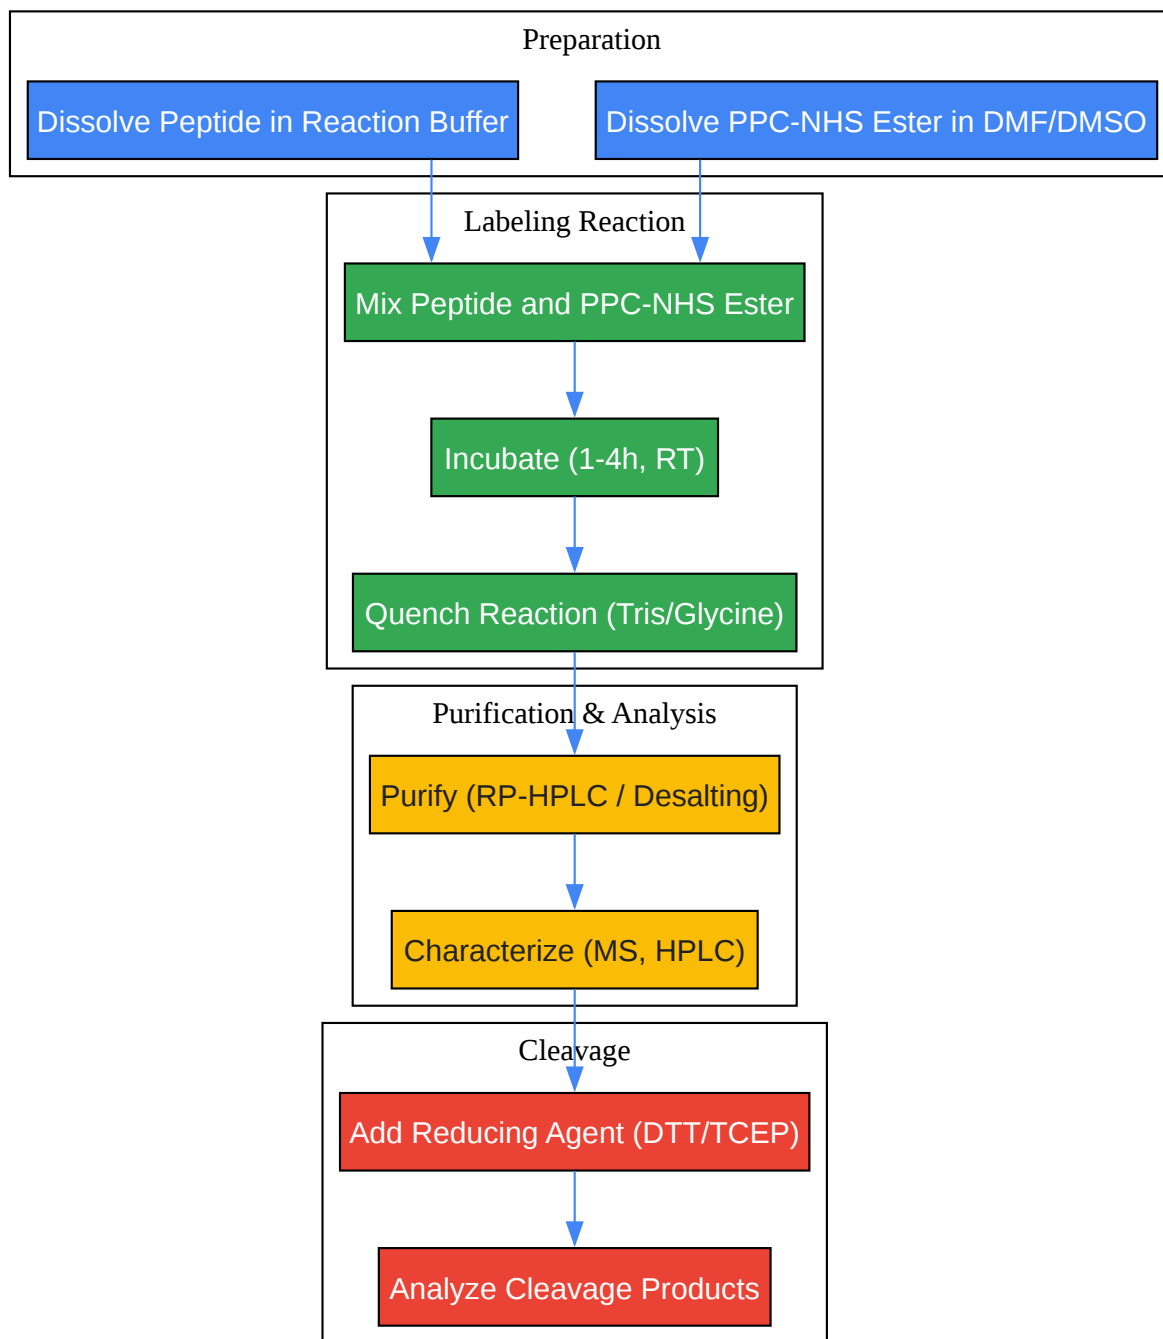 Preparation
Dissolve Peptide in Reaction Buffer
Dissolve PPC-NHS Ester in DMF/DMSO
Labeling Reaction
Mix Peptide and PPC-NHS Ester
Incubate (1-4h, RT)
Quench Reaction (Tris/Glycine)
Purification & Analysis
Purify (RP-HPLC / Desalting)
Characterize (MS, HPLC)
Cleavage
Add Reducing Agent (DTT/TCEP)
Analyze Cleavage Products